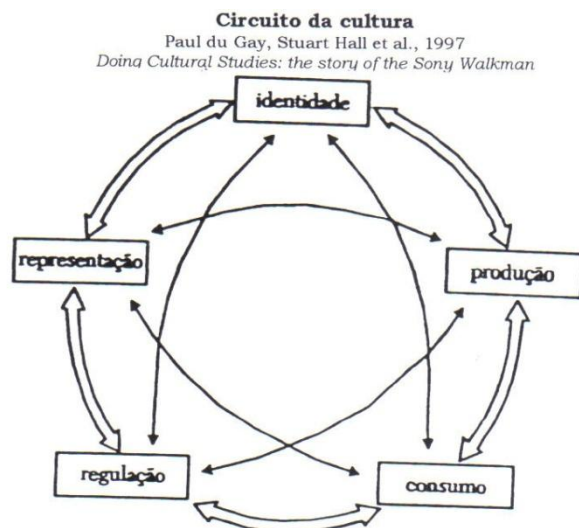 Circuito da cultura
Paul du Gay, Stuart Hall et al., 1997
Doing Cultural Studies: the story of the Sony Walkman
identidade
representação
produção
regulação
consumo